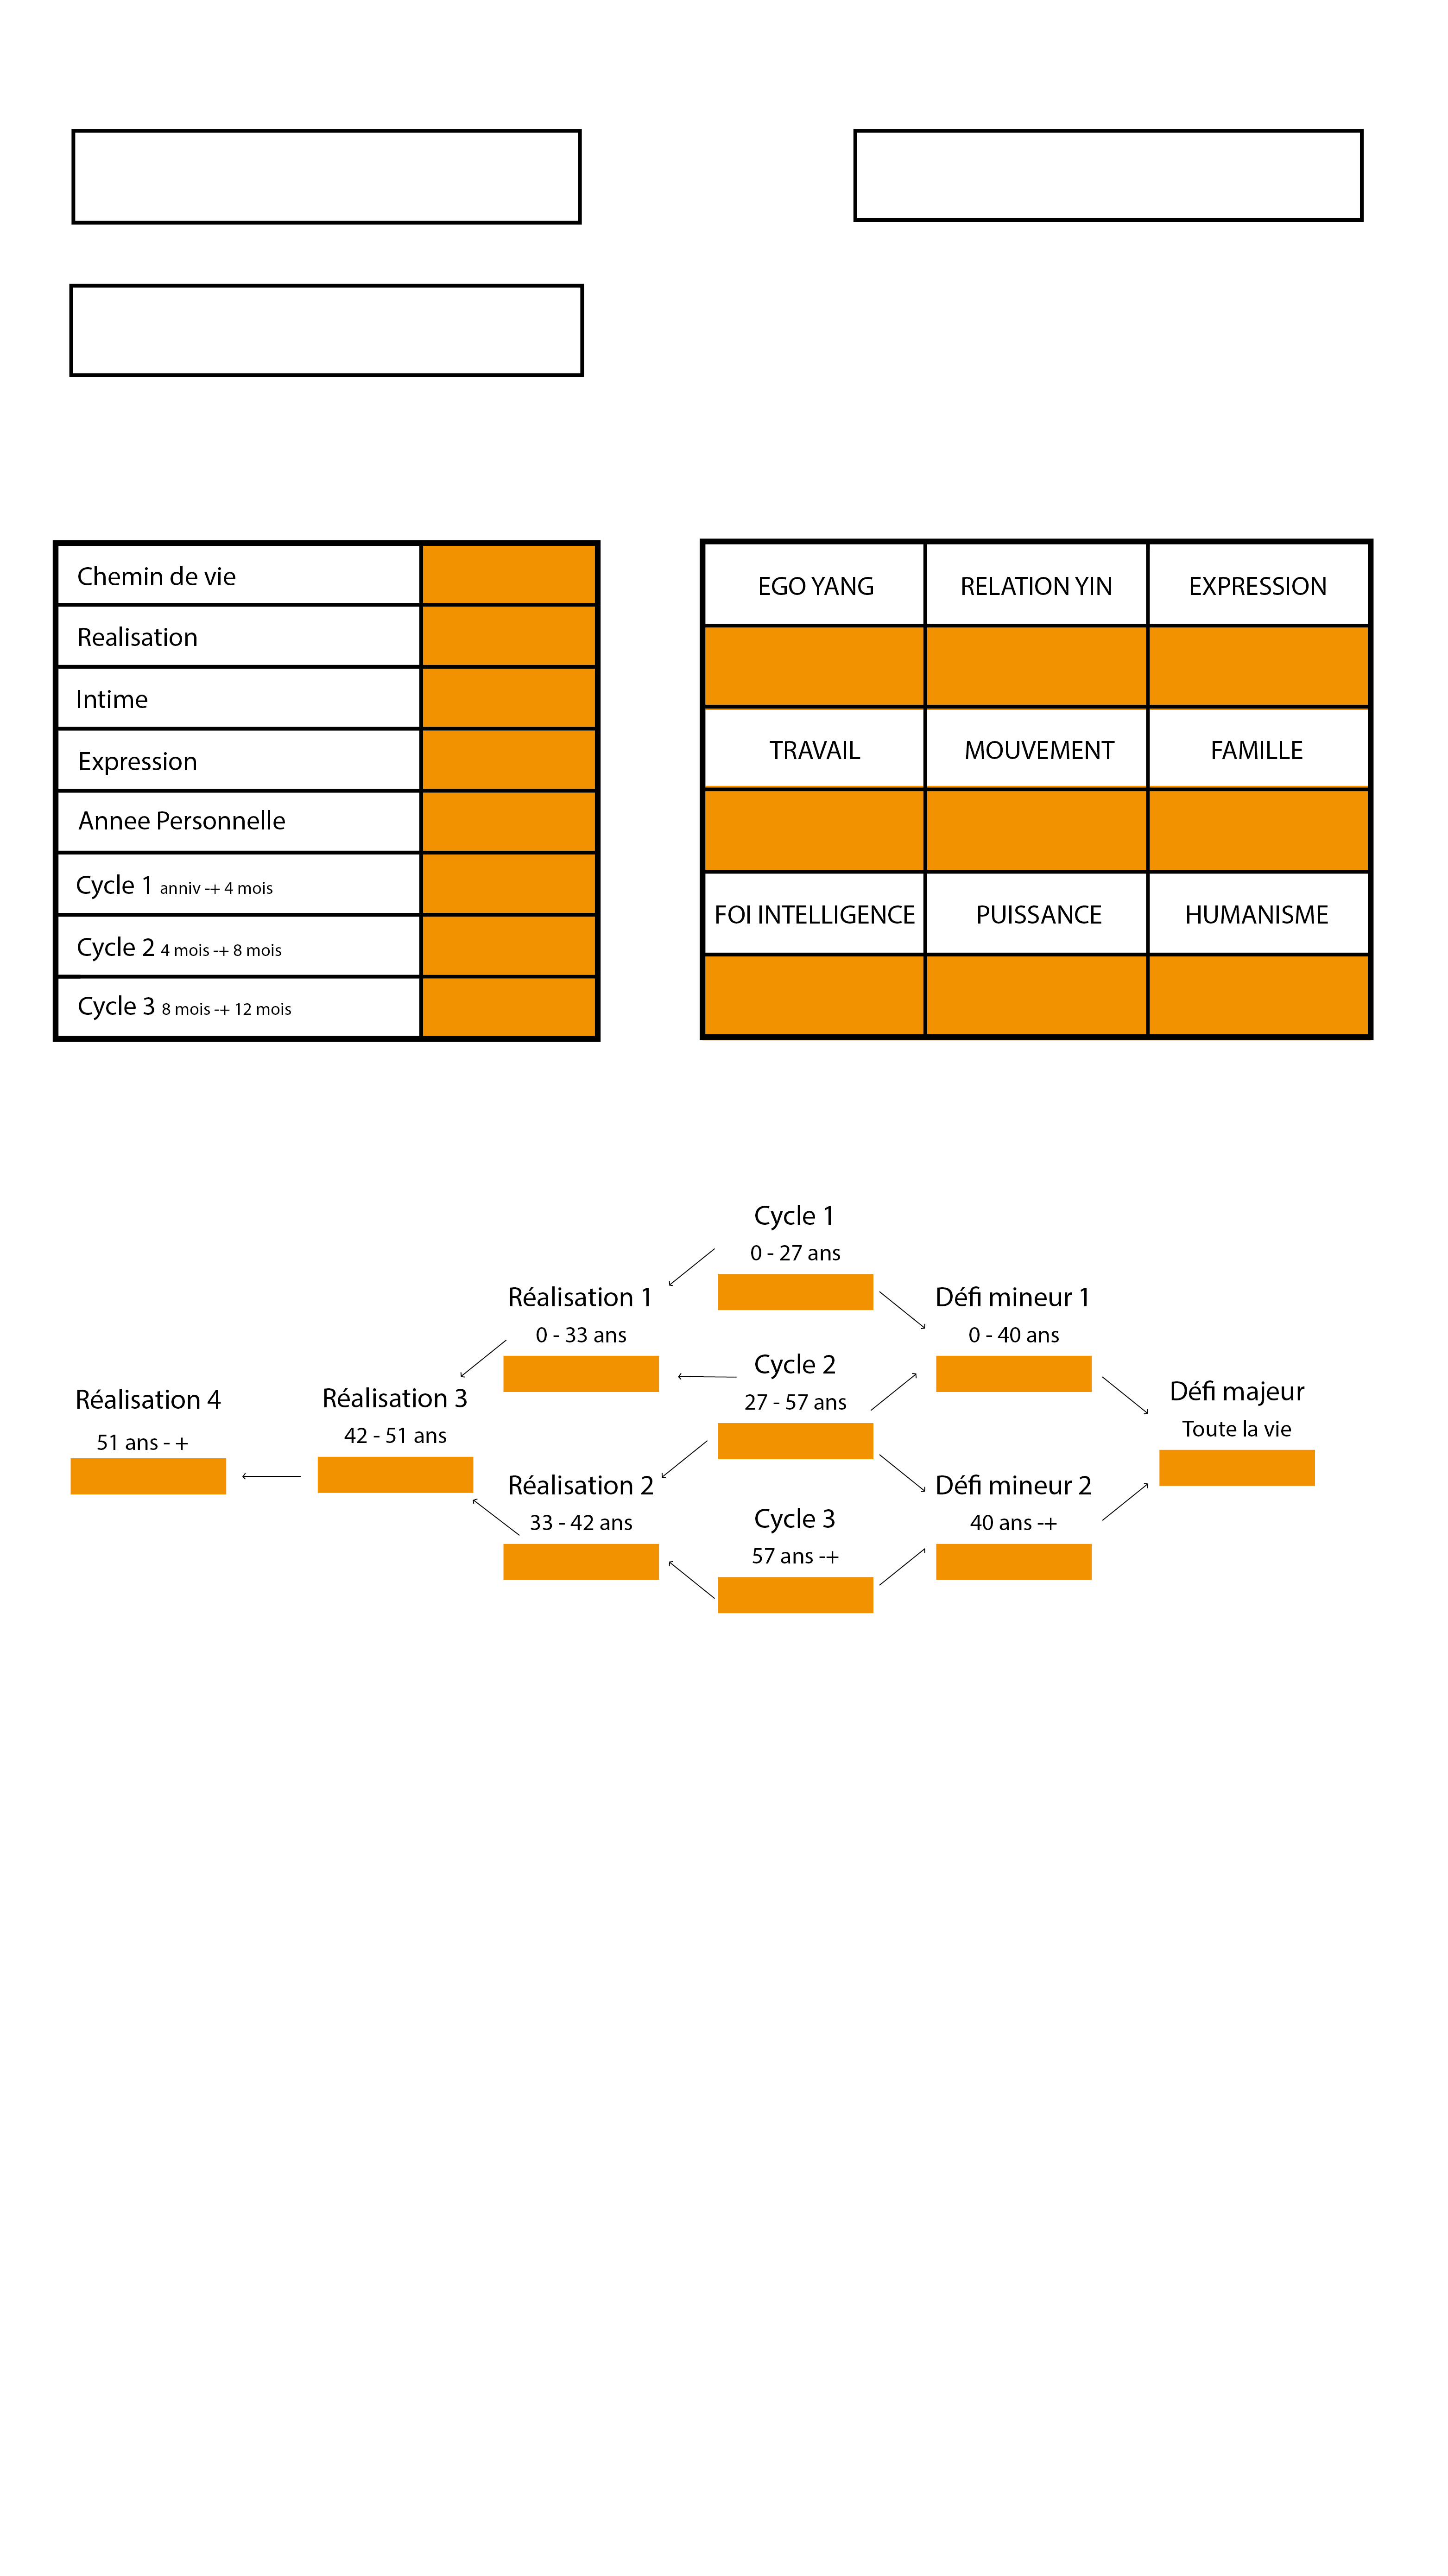 Chemin de vie
Realisation
Intime
Expression
Annee Personnelle
Cycle 1 anniv -+ 4 mois
Cycle 2 4 mois -+ 8 mois
Cycle 3 8 mois -+ 12 mois
EGO YANG RELATION YIN EXPRESSION
TRAVAIL MOUVEMENT FAMILLE
FOI INTELLIGENCE PUISSANCE HUMANISME
Cycle 1
0 - 27 ans
Réalisation 1
0 - 33 ans
Défi mineur 1
0 - 40 ans
Cycle 2
27 - 57 ans
Réalisation 4
51 ans - +
Réalisation 3
42 - 51 ans
Défi majeur
Toute la vie
Réalisation 2
33 - 42 ans
Défi mineur 2
40 ans -+
Cycle 3
57 ans -+